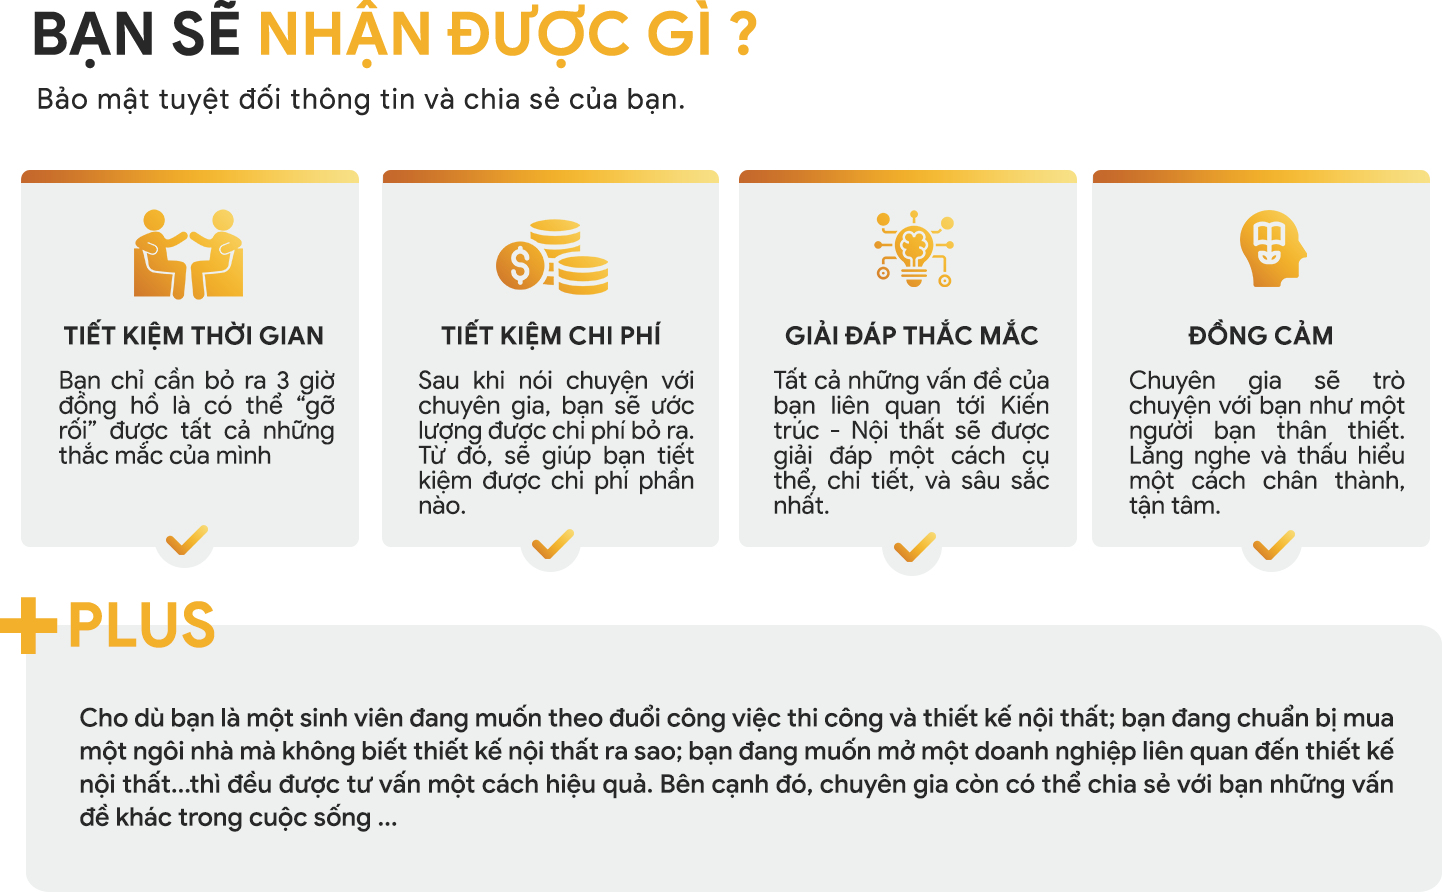 BẠN SẼ NHẬN ĐƯỢC GÌ ?
Bảo mật tuyệt đối thông tin và chia sẻ của bạn.
TIẾT KIỆM THỜI GIAN
Bạn chỉ cần bỏ ra 3 giờ
đồng hồ là có thể “gỡ
rối” được tất cả những
thắc mắc của mình
TIẾT KIỆM CHI PHÍ
Sau khi nói chuyện với
chuyên gia, bạn sẽ ước
lượng được chi phí bỏ ra.
Từ đó, sẽ giúp bạn tiết
kiệm được chi phí phần
nào.
GIẢI ĐÁP THẮC MẮC
Tất cả những vấn đề của
bạn liên quan tới Kiến
trúc - Nội thất sẽ được
giải đáp một cách cụ
thể, chi tiết, và sâu sắc
nhất.
ĐỒNG CẢM
Chuyên gia sẽ trò
chuyện với bạn như một
người bạn thân thiết.
Lắng nghe và thấu hiểu
một cách chân thành,
tận tâm.
+ PLUS
Cho dù bạn là một sinh viên đang muốn theo đuổi công việc thi công và thiết kế nội thất; bạn đang chuẩn bị mua
một ngôi nhà mà không biết thiết kế nội thất ra sao; bạn đang muốn mở một doanh nghiệp liên quan đến thiết kế
nội thất...thì đều được tư vấn một cách hiệu quả. Bên cạnh đó, chuyên gia còn có thể chia sẻ với bạn những vấn
đề khác trong cuộc sống ...